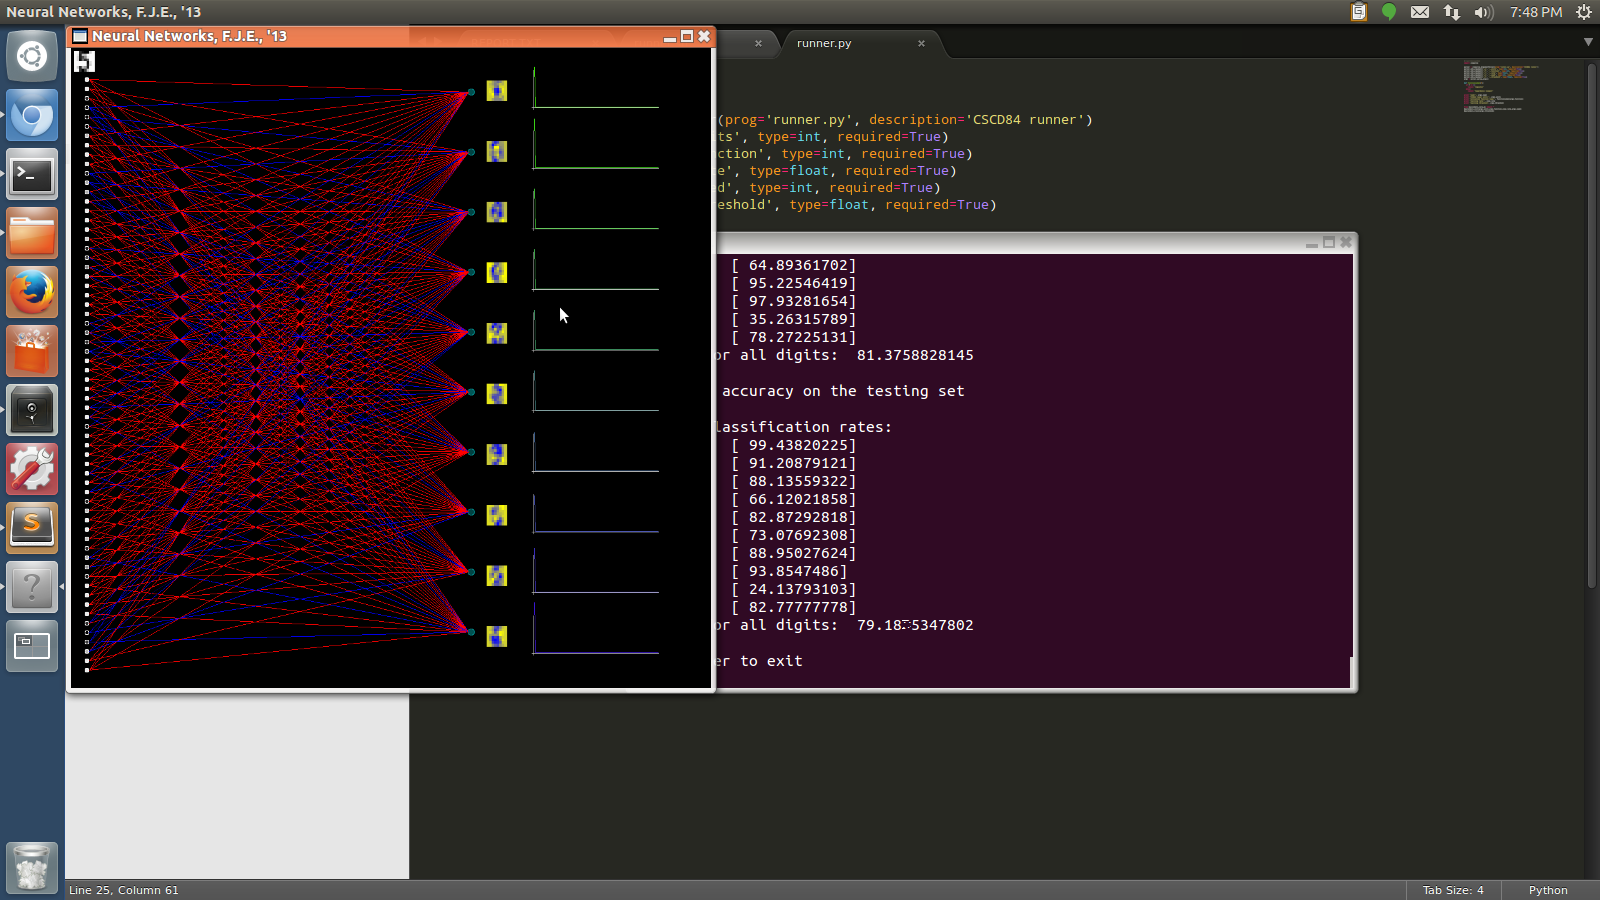 Neural Networks, F.J.E., '13
7:48 PM
Neural Networks, F.J.E., '13
runner.py
(prog='runner.py', description='CSCD84 runner')
ts', type=int, required=True)
ction', type=int, required=True)
e', type=float, required=True)
d', type=int, required=True)
eshold', type=float, required=True)
[ 64.89361702]
[ 95.22546419]
[ 97.93281654]
[ 35.26315789]
[ 78.27225131]
or all digits:  81.3758828145
accuracy on the testing set
lassification rates:
[ 99.43820225]
[ 91.20879121]
[ 88.13559322]
[ 66.12021858]
[ 82.87292818]
[ 73.07692308]
[ 88.95027624]
[ 93.8547486]
[ 24.13793103]
[ 82.77777778]
or all digits:
er to exit
Line 25, Column 61
Tab Size: 4
Python